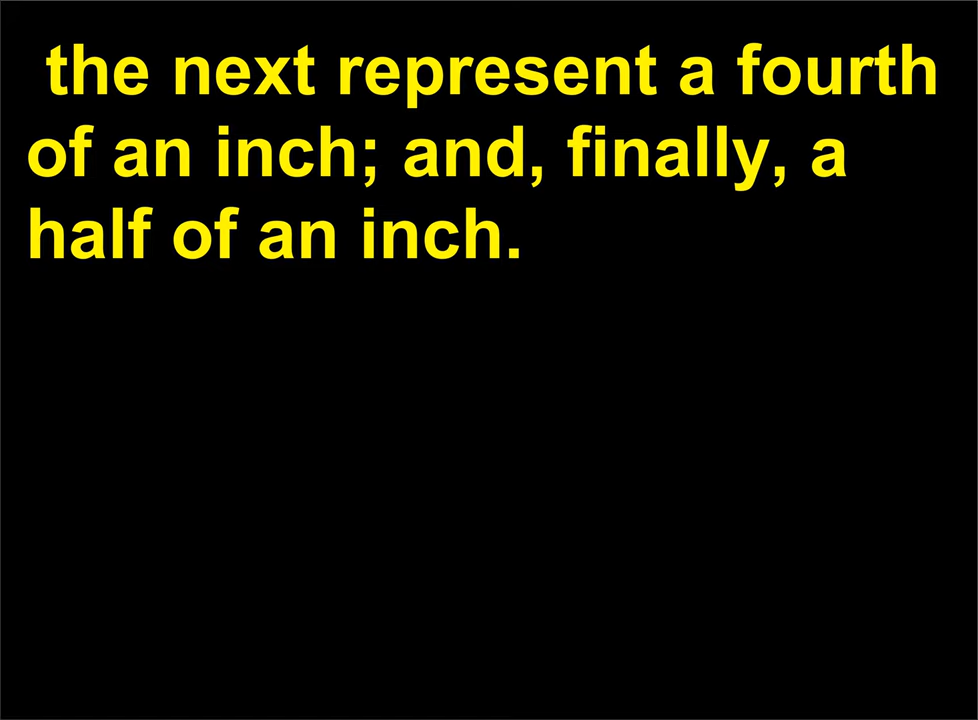 the next represent a fourth
of an inch; and, finally, a
half of an inch.